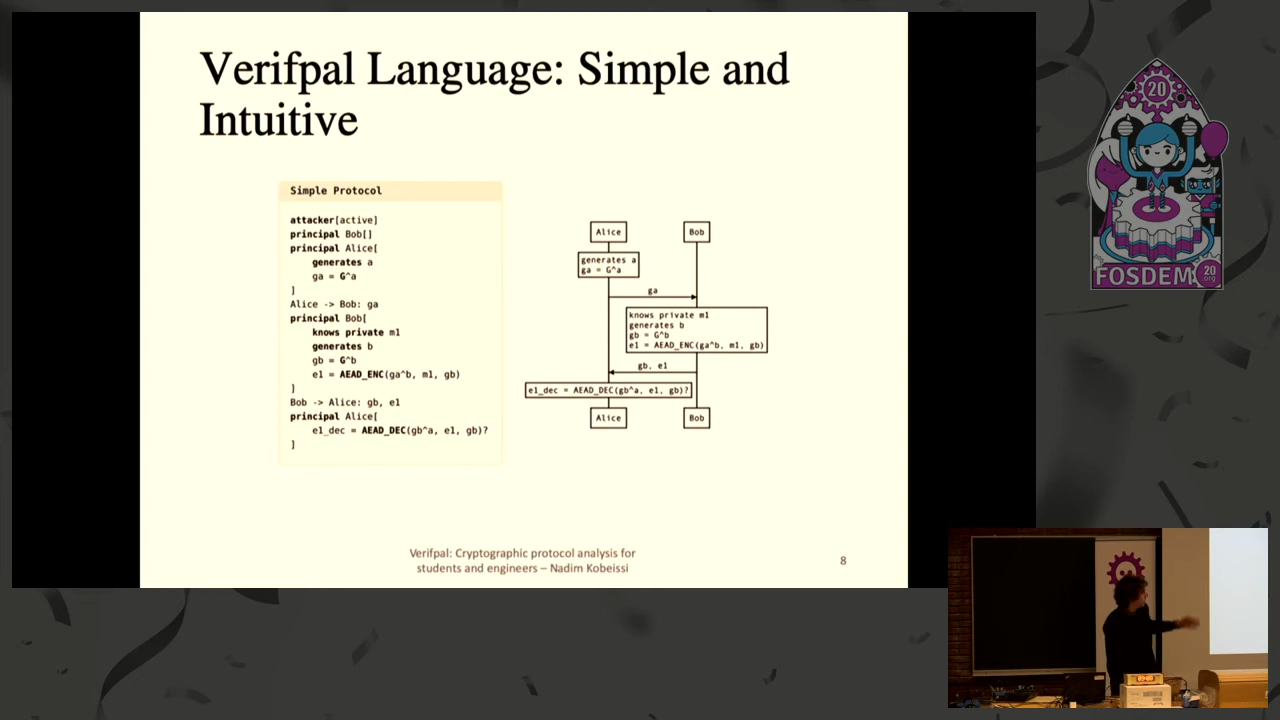 Verifpal Language: Simple and
Intuitive
Simple Protocol
attacker[active]
principal Bob[]
principal Alice[
generates a
ga = G^a
]
Alice -> Bob: ga
principal Bob[
knows private m1
generates b
gb = G^b
e1 = AEAD_ENC(ga^b, m1, gb)
]
Bob -> Alice: gb, e1
principal Alice[
e1_dec = AEAD_DEC(gb^a, e1, gb)?
]
Alice
Bob
generates a
ga = G^a
ga
knows private m1
generates b
gb = G^b
e1 = AEAD_ENC(ga^b, m1, gb)
gb, e1
e1_dec = AEAD_DEC(gb^a, e1, gb)?
Alice
Bob
Verifpal: Cryptographic protocol analysis for
students and engineers – Nadim Kobeissi
8
20
FOSDEM
20
.org